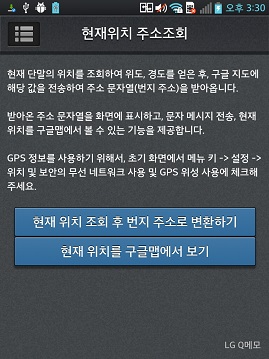 오후 3:30
현재위치 주소조회
현재 단말의 위치를 조회하여 위도, 경도를 얻은 후, 구글 지도에
해당 값을 전송하여 주소 문자열(번지 주소)을 받아옵니다.
받아온 주소 문자열을 화면에 표시하고, 문자 메시지 전송, 현재
위치를 구글맵에서 볼 수 있는 기능을 제공합니다.
GPS 정보를 사용하기 위해서, 초기 화면에서 메뉴 키 -> 설정 ->
위치 및 보안의 무선 네트워크 사용 및 GPS 위성 사용에 체크해
주세요.
현재 위치 조회 후 번지 주소로 변환하기
현재 위치를 구글맵에서 보기
LG Q메모